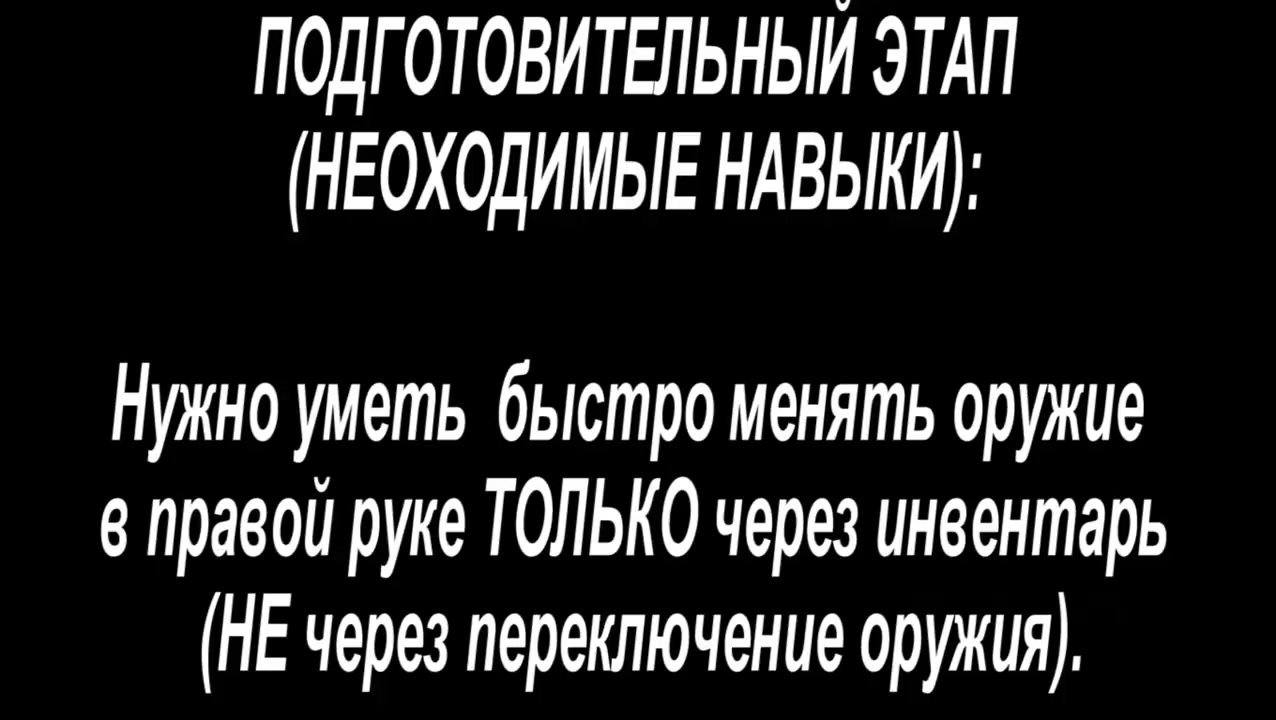 ПОДГОТОВИТЕЛЬНЫЙ ЭТАП
(НЕОХОДИМЫЕ НАВЫКИ):
Нужно уметь быстро менять оружие
в правой руке ТОЛЬКО через инвентарь
(НЕ через переключение оружия).